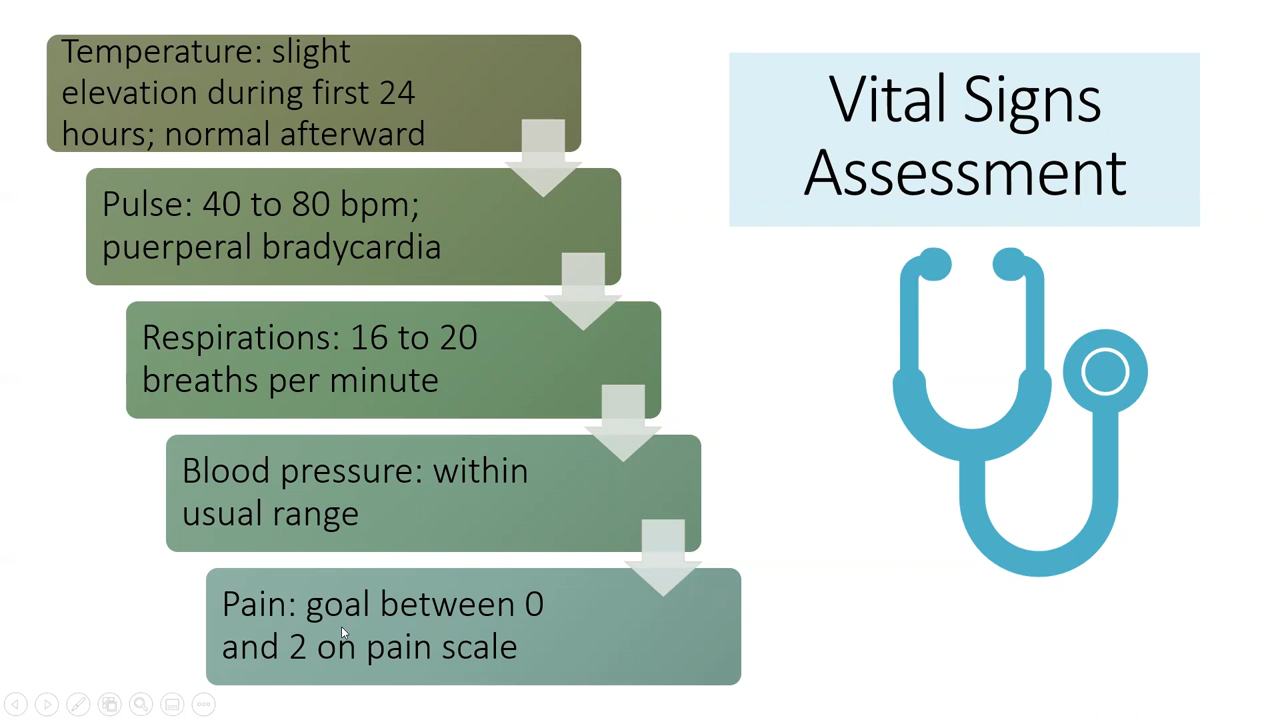 Temperature: slight
elevation during first 24
hours; normal afterward
Pulse: 40 to 80 bpm;
puerperal bradycardia
Respirations: 16 to 20
breaths per minute
Blood pressure: within
usual range
Pain: goal between 0
and 2 on pain scale
Vital Signs
Assessment